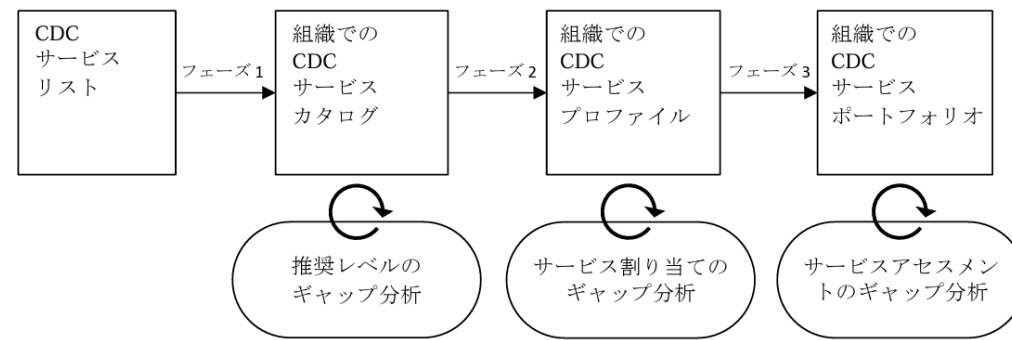 CDC
サービス
リスト
フェーズ 1
組織での
CDC
サービス
カタログ
フェーズ 2
組織での
CDC
サービス
プロファイル
フェーズ 3
組織での
CDC
サービス
ポートフォリオ
推奨レベルの
ギャップ分析
サービス割り当ての
ギャップ分析
サービスアセスメン
トのギャップ分析